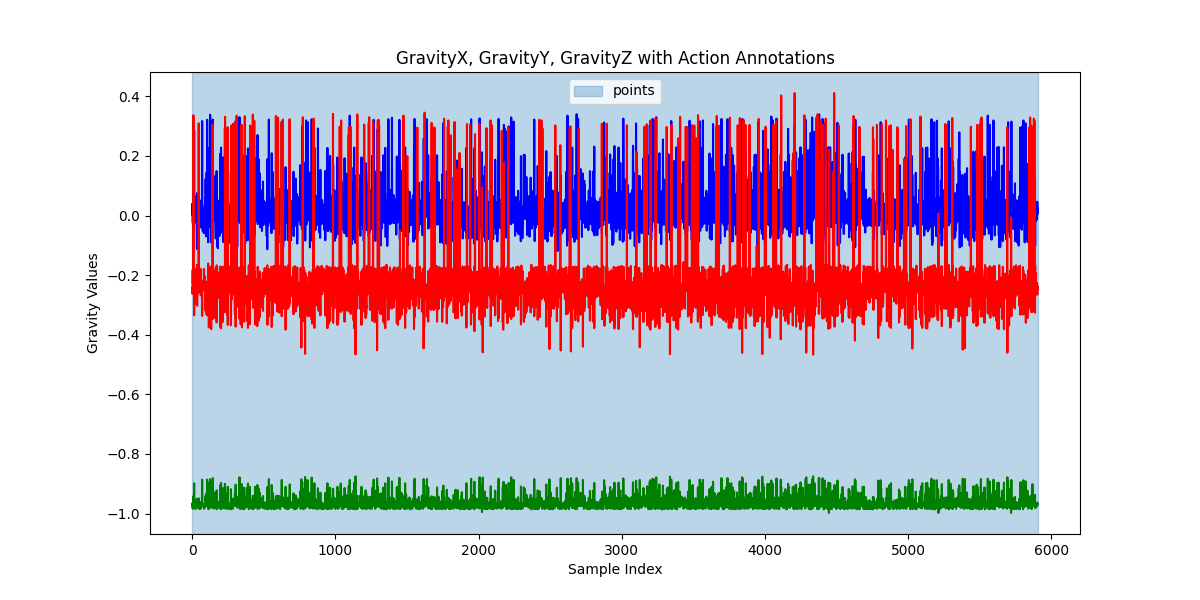 GravityX, GravityY, GravityZ with Action Annotations
points
Gravity Values
0.4
0.2
0.0
−0.2
−0.4
−0.6
−0.8
−1.0
0 1000 2000 3000 4000 5000 6000
Sample Index